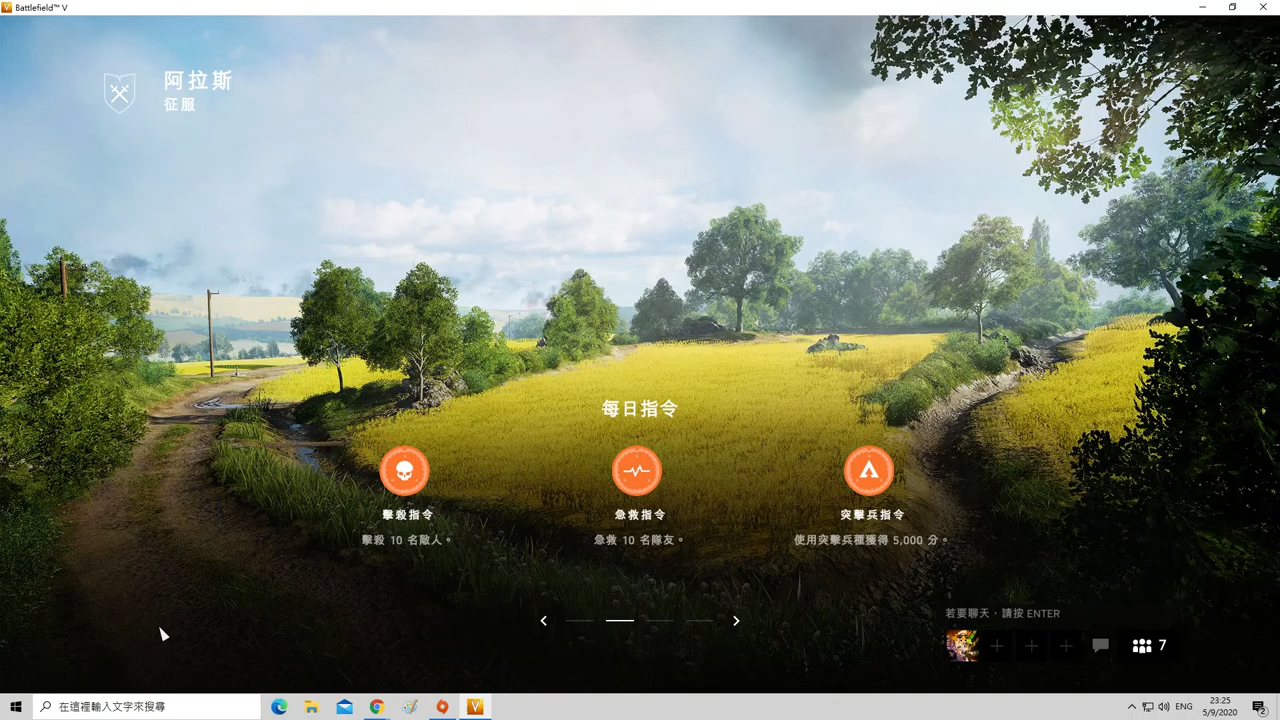 Battlefield™ V
阿拉斯
征服
每日指令
擊殺指令
擊殺 10 名敵人。
急救指令
急救 10 名隊友。
突擊兵指令
使用突擊兵種獲得 5,000 分。
若要聊天，請按 ENTER
7
在這裡輸入文字來搜尋
ENG
23:25
5/9/2020
2